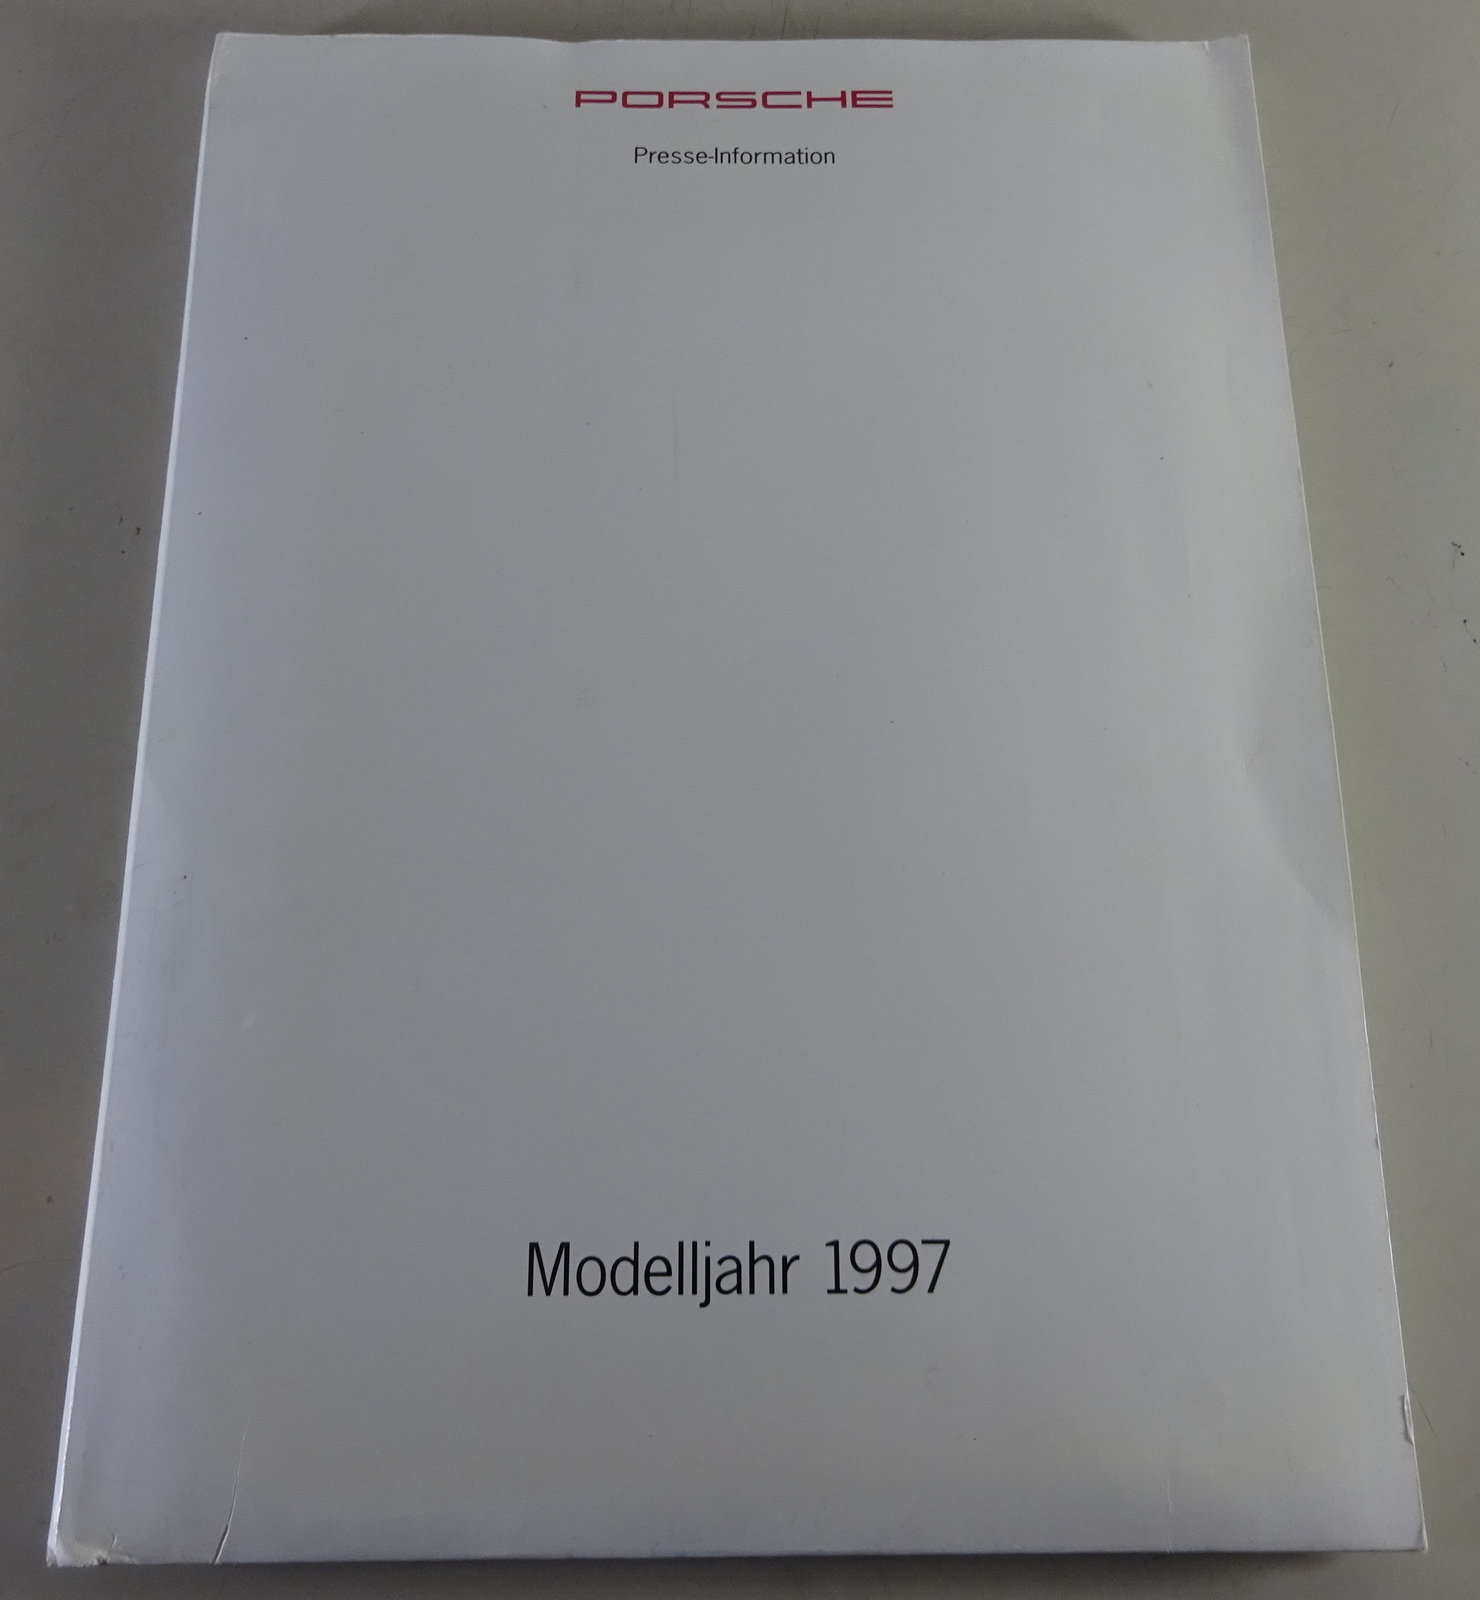 PORSCHE
Presse-Information
Modelljahr 1997